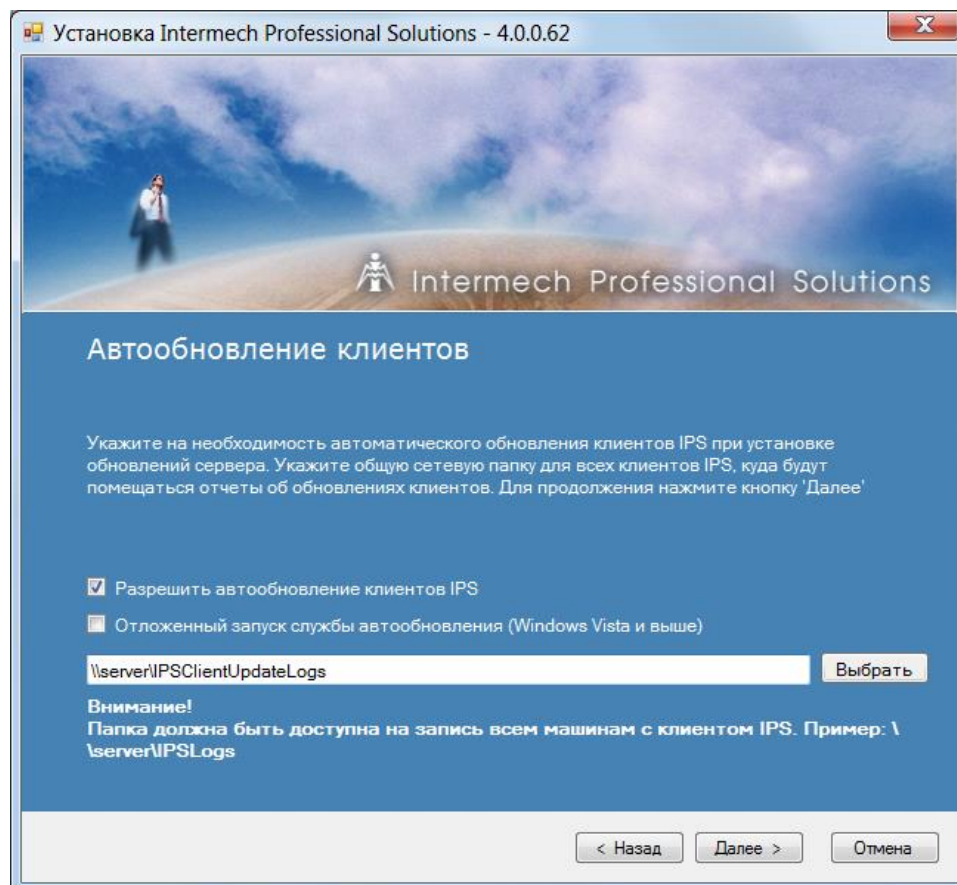 Установка Intermech Professional Solutions - 4.0.0.62
Intermech Professional Solutions
Автообновление клиентов
Укажите на необходимость автоматического обновления клиентов IPS при установке
обновлений сервера. Укажите общую сетевую папку для всех клиентов IPS, куда будут
помещаться отчеты об обновлениях клиентов. Для продолжения нажмите кнопку 'Далее'
Разрешить автообновление клиентов IPS
Отложенный запуск службы автообновления (Windows Vista и выше)
\\server\IPSClientUpdateLogs Выбрать
Внимание!
Папка должна быть доступна на запись всем машинам с клиентом IPS. Пример: \
\server\IPSLogs
< Назад Далее > Отмена